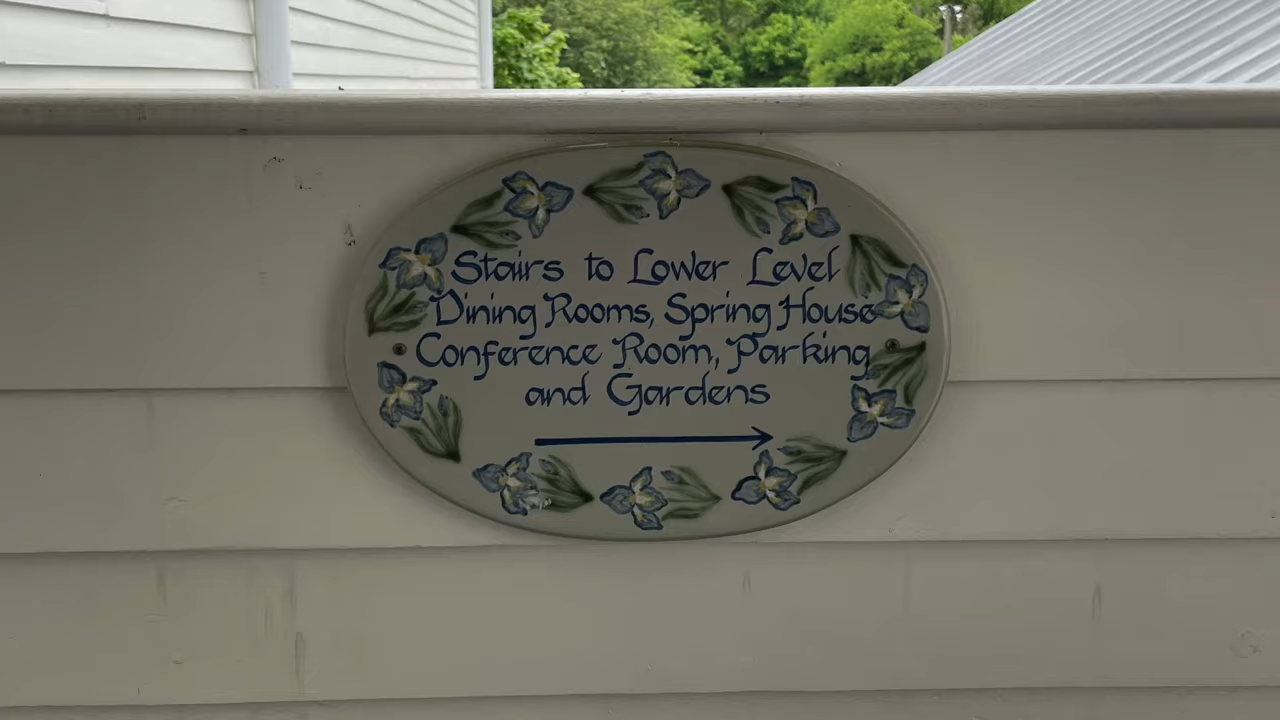 Stairs to Lower Level
Dining Rooms, Spring House
Conference Room, Parking
and Gardens